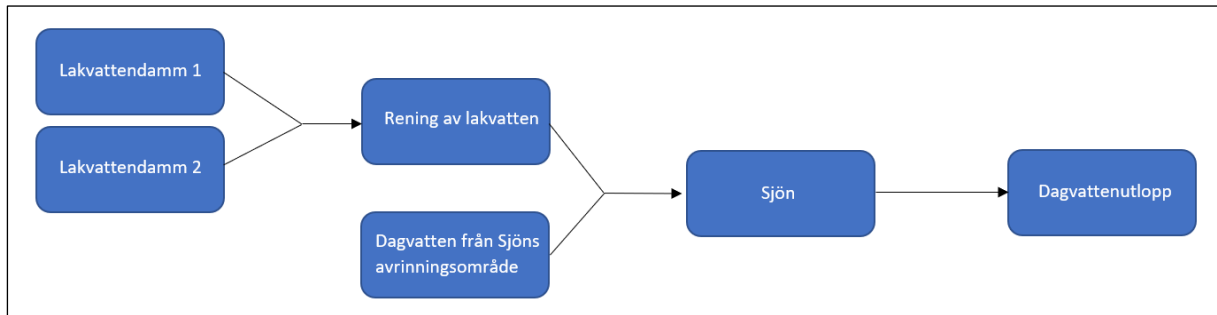 Lakvattendamm 1
Lakvattendamm 2
Rening av lakvatten
Dagvatten från Sjöns
avrinningsområde
Sjön
Dagvattenutlopp